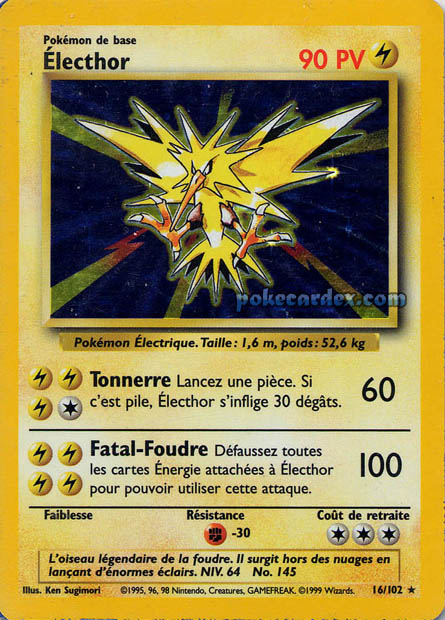 Pokémon de base
Électhor
90 PV
pokecardex.com
Pokémon Électrique. Taille : 1,6 m, poids : 52,6 kg
Tonnerre Lancez une pièce. Si
c'est pile, Électhor s'inflige 30 dégâts.
60
Fatal-Foudre Défaussez toutes
les cartes Énergie attachées à Électhor
pour pouvoir utiliser cette attaque.
100
Faiblesse
Résistance
Coût de retraite
-30
L'oiseau légendaire de la foudre. Il surgit hors des nuages en
lançant d'énormes éclairs. NIV. 64 No. 145
Illus. Ken Sugimori
©1995, 96, 98 Nintendo, Creatures, GAMEFREAK. ©1999 Wizards.
16/102 ★